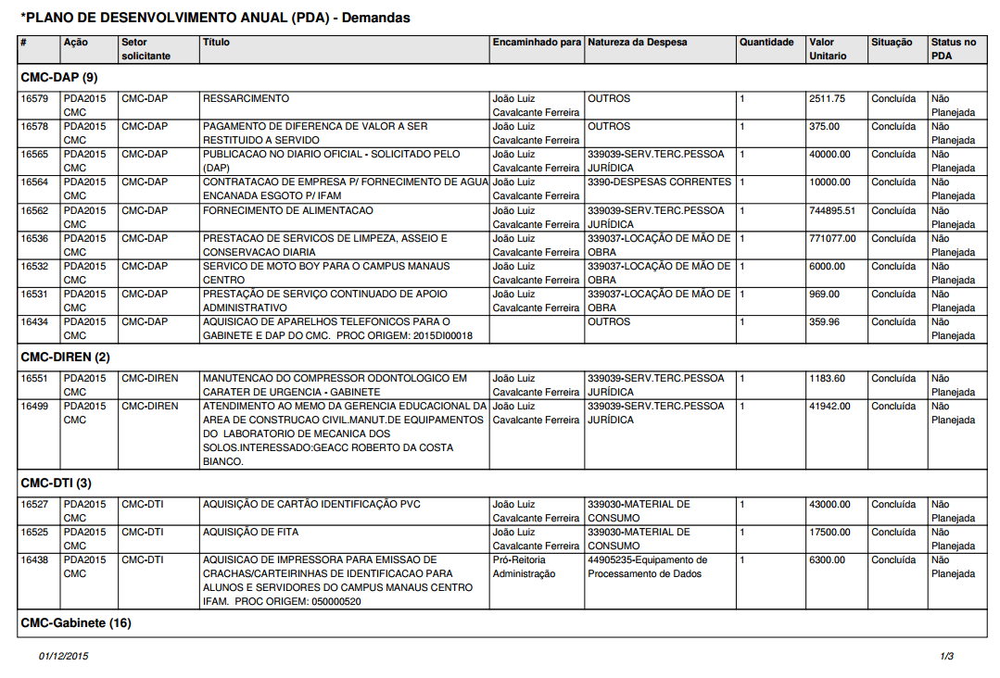 *PLANO DE DESENVOLVIMENTO ANUAL (PDA) - Demandas
# Ação Setor solicitante Título Encaminhado para Natureza da Despesa Quantidade Valor Unitario Situação Status no PDA
CMC-DAP (9)
16579 PDA2015 CMC-DAP RESSARCIMENTO João Luiz OUTROS 1 2511.75 Concluída Não
CMC Cavalcante Ferreira Planejada
16578 PDA2015 CMC-DAP PAGAMENTO DE DIFERENCA DE VALOR A SER João Luiz OUTROS 1 375.00 Concluída Não
CMC RESTITUIDO A SERVIDO Cavalcante Ferreira Planejada
16565 PDA2015 CMC-DAP PUBLICACAO NO DIARIO OFICIAL - SOLICITADO PELO João Luiz 339039-SERV.TERC.PESSOA 1 40000.00 Concluída Não
CMC (DAP) Cavalcante Ferreira JURÍDICA Planejada
16564 PDA2015 CMC-DAP CONTRATACAO DE EMPRESA P/ FORNECIMENTO DE AGUA João Luiz 3390-DESPESAS CORRENTES 1 10000.00 Concluída Não
CMC ENCANADA ESGOTO P/ IFAM Cavalcante Ferreira Planejada
16562 PDA2015 CMC-DAP FORNECIMENTO DE ALIMENTACAO João Luiz 339039-SERV.TERC.PESSOA 1 744895.51 Concluída Não
CMC Cavalcante Ferreira JURÍDICA Planejada
16536 PDA2015 CMC-DAP PRESTACAO DE SERVICOS DE LIMPEZA, ASSEIO E João Luiz 339037-LOCAÇÃO DE MÃO DE 1 771077.00 Concluída Não
CMC CONSERVACAO DIARIA Cavalcante Ferreira OBRA Planejada
16532 PDA2015 CMC-DAP SERVICO DE MOTO BOY PARA O CAMPUS MANAUS João Luiz 339037-LOCAÇÃO DE MÃO DE 1 6000.00 Concluída Não
CMC CENTRO Cavalcante Ferreira OBRA Planejada
16531 PDA2015 CMC-DAP PRESTAÇÃO DE SERVIÇO CONTINUADO DE APOIO João Luiz 339037-LOCAÇÃO DE MÃO DE 1 969.00 Concluída Não
CMC ADMINISTRATIVO Cavalcante Ferreira OBRA Planejada
16434 PDA2015 CMC-DAP AQUISICAO DE APARELHOS TELEFONICOS PARA O OUTROS 1 359.96 Concluída Não
CMC GABINETE E DAP DO CMC. PROC ORIGEM: 2015DI00018 Planejada
CMC-DIREN (2)
16551 PDA2015 CMC-DIREN MANUTENCAO DO COMPRESSOR ODONTOLOGICO EM João Luiz 339039-SERV.TERC.PESSOA 1 1183.60 Concluída Não
CMC CARATER DE URGENCIA - GABINETE Cavalcante Ferreira JURÍDICA Planejada
16499 PDA2015 CMC-DIREN ATENDIMENTO AO MEMO DA GERENCIA EDUCACIONAL DA João Luiz 339039-SERV.TERC.PESSOA 1 41942.00 Concluída Não
CMC AREA DE CONSTRUCAO CIVIL.MANUT.DE EQUIPAMENTOS Cavalcante Ferreira JURÍDICA Planejada
DO LABORATORIO DE MECANICA DOS
SOLOS.INTERESSADO:GEACC ROBERTO DA COSTA
BIANCO.
CMC-DTI (3)
16527 PDA2015 CMC-DTI AQUISIÇÃO DE CARTÃO IDENTIFICAÇÃO PVC João Luiz 339030-MATERIAL DE 1 43000.00 Concluída Não
CMC Cavalcante Ferreira CONSUMO Planejada
16525 PDA2015 CMC-DTI AQUISIÇÃO DE FITA João Luiz 339030-MATERIAL DE 1 17500.00 Concluída Não
CMC Cavalcante Ferreira CONSUMO Planejada
16438 PDA2015 CMC-DTI AQUISICAO DE IMPRESSORA PARA EMISSAO DE Pró-Reitoria 44905235-Equipamento de 1 6300.00 Concluída Não
CMC CRACHAS/CARTEIRINHAS DE IDENTIFICACAO PARA Administração Processamento de Dados Planejada
ALUNOS E SERVIDORES DO CAMPUS MANAUS CENTRO
IFAM. PROC ORIGEM: 050000520
CMC-Gabinete (16)
01/12/2015 1/3